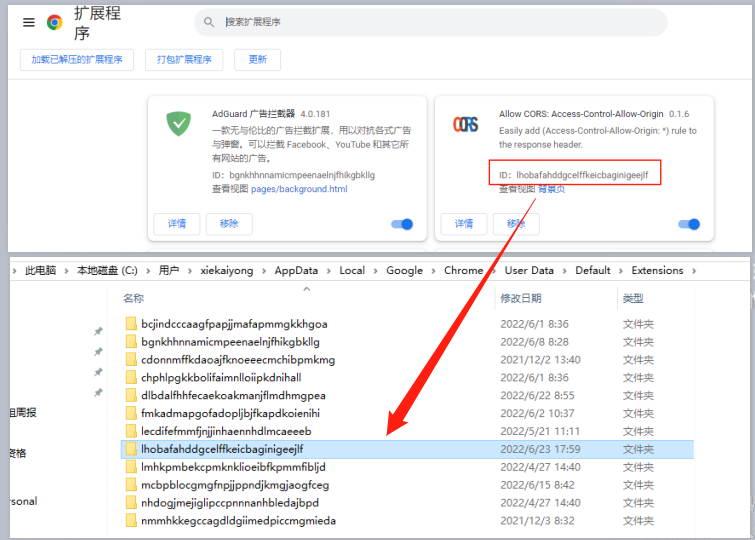 扩展程
序
搜索扩展程序
加载已解压的扩展程序
打包扩展程序
更新
AdGuard 广告拦截器 4.0.181
一款无与伦比的广告拦截扩展，用以对抗各式广告
与弹窗。可以拦截 Facebook、YouTube 和其它所
有网站的广告。
ID：bgnkhhnnamicmpeenaelnjfhikgbkllg
查看视图 pages/background.html
详情
移除
CORS
Allow CORS: Access-Control-Allow-Origin 0.1.6
Easily add (Access-Control-Allow-Origin: *) rule to
the response header.
ID：lhobafahddgcelffkeicbaginigeejlf
查看视图 背景页
详情
移除
› 此电脑 › 本地磁盘 (C:) › 用户 › xiekaiyong › AppData › Local › Google › Chrome › User Data › Default › Extensions ›
名称 修改日期 类型
bcjindcccaagfpapjjmafapmmgkkhgoa 2022/6/1 8:36 文件夹
bgnkhhnnamicmpeenaelnjfhikgbkllg 2022/6/8 8:28 文件夹
cdonnmffkdaoajfknoeeecmchibpmkmg 2021/12/2 13:40 文件夹
chphlpgkkbolifaimnlloiipkdnihall 2022/6/1 8:36 文件夹
dlbdalfhhfecaekoakmanjflmdhmgpea 2022/6/22 8:55 文件夹
fmkadmapgofadopljbjfkapdkoienihi 2022/6/2 10:37 文件夹
lecdifefmmfjnjjinhaennhdlmcaeeeb 2022/5/21 11:11 文件夹
lhobafahddgcelffkeicbaginigeejlf 2022/6/23 17:59 文件夹
lmhkpmbekcpmknklioeibfkpmmfibljd 2022/4/27 14:40 文件夹
mcbpblocgmgfnpjjppndjkmgjaogfceg 2022/6/15 8:42 文件夹
nhdogjmejiglipccpnnnanhbledajbpd 2022/4/27 14:40 文件夹
nmmhkkegccagdldgiimedpiccmgmieda 2021/12/3 8:32 文件夹
组周报
资格
rsonal